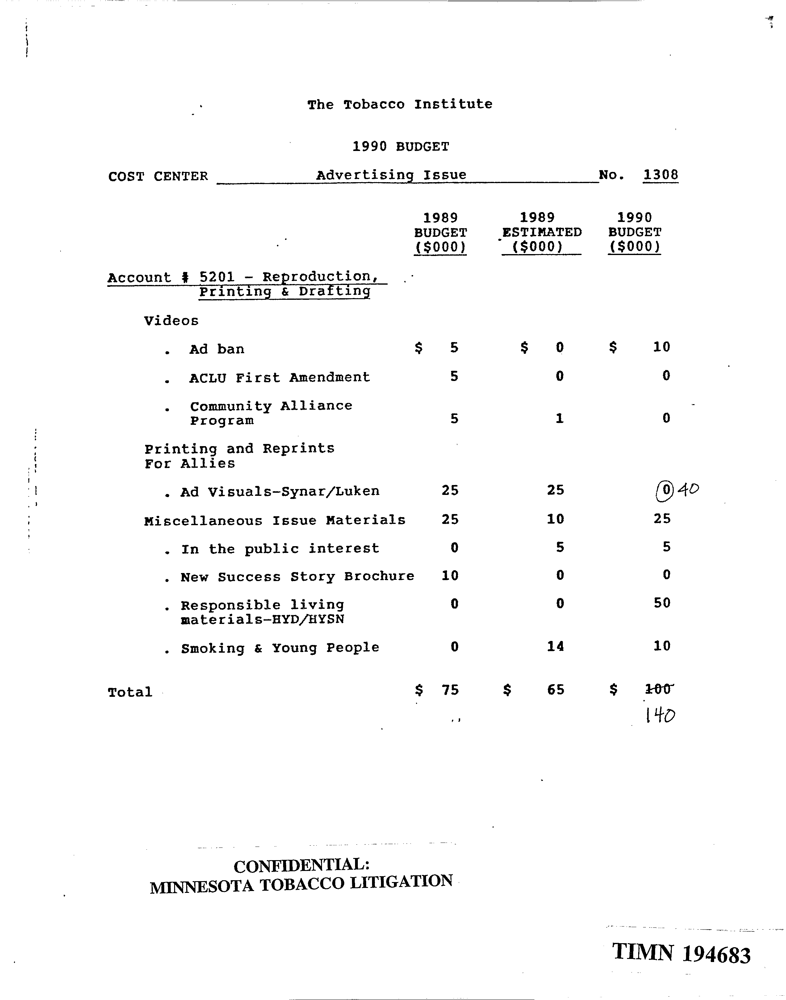 The Tobacco Institute
1990 BUDGET
COST CENTER Advertising Issue No. 1308
1989 1989 1990
BUDGET ESTIMATED BUDGET
($000) ($000) ($000)
Account # 5201 - Reproduction,
Printing & Drafting
Videos
. Ad ban $ 5 $ 0 $ 10
. ACLU First Amendment 5 0 0
. Community Alliance
Program 5 1 0
Printing and Reprints
For Allies
. Ad Visuals-Synar/Luken 25 25 0 40
Miscellaneous Issue Materials 25 10 25
. In the public interest 0 5 5
. New Success Story Brochure 10 0 0
. Responsible living 0 0 50
materials-HYD/HYSN
. Smoking & Young People 0 14 10
Total $ 75 $ 65 $ 100
140
CONFIDENTIAL:
MINNESOTA TOBACCO LITIGATION
TIMN 194683